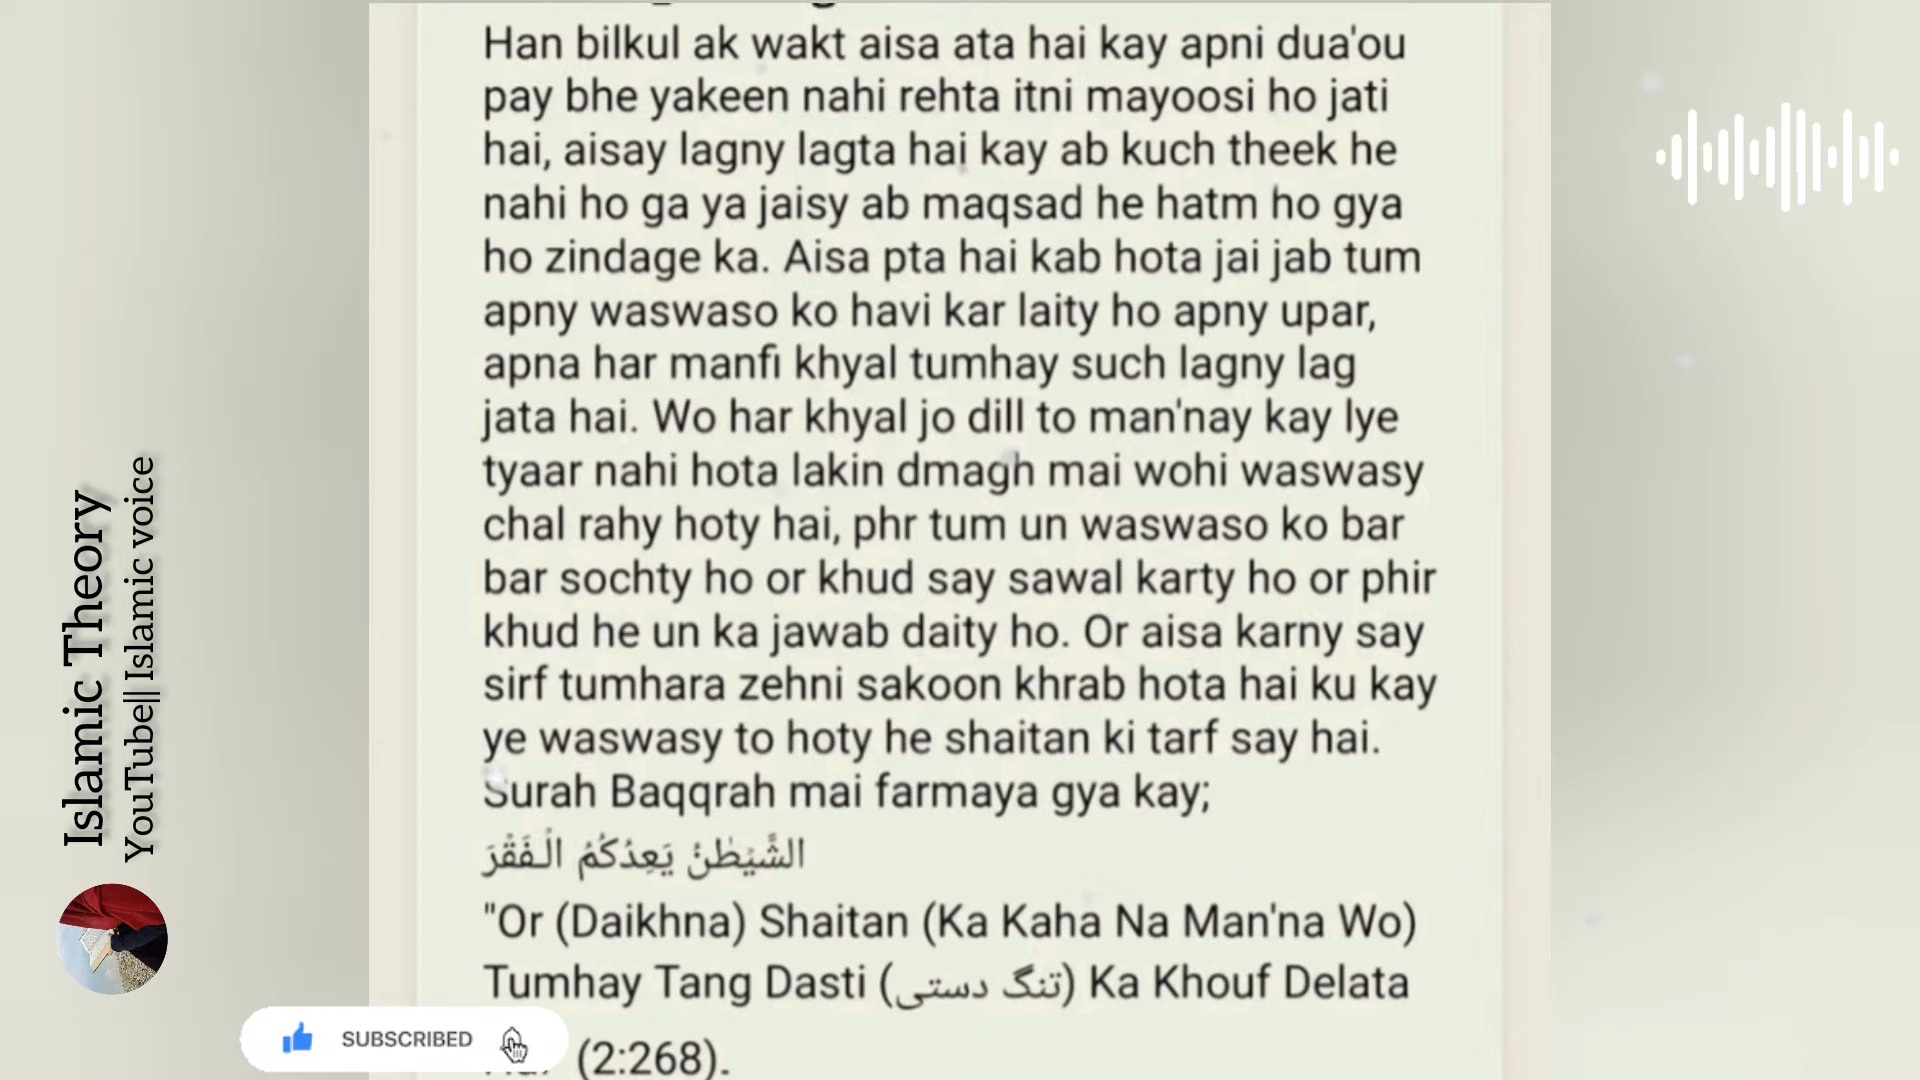 Han bilkul ak wakt aisa ata hai kay apni dua'ou
pay bhe yakeen nahi rehta itni mayoosi ho jati
hai, aisay lagny lagta hai kay ab kuch theek he
nahi ho ga ya jaisy ab maqsad he hatm ho gya
ho zindage ka. Aisa pta hai kab hota jai jab tum
apny waswaso ko havi kar laity ho apny upar,
apna har manfi khyal tumhay such lagny lag
jata hai. Wo har khyal jo dill to man'nay kay lye
tyaar nahi hota lakin dmagh mai wohi waswasy
chal rahy hoty hai, phr tum un waswaso ko bar
bar sochty ho or khud say sawal karty ho or phir
khud he un ka jawab daity ho. Or aisa karny say
sirf tumhara zehni sakoon khrab hota hai ku kay
ye waswasy to hoty he shaitan ki tarf say hai.
Surah Baqqrah mai farmaya gya kay;
الشَّيْطٰنُ يَعِدُكُمُ الْفَقْرَ
"Or (Daikhna) Shaitan (Ka Kaha Na Man'na Wo)
Tumhay Tang Dasti (تنگ دستی) Ka Khouf Delata
(2:268).
Islamic Theory
YouTube|| Islamic voice
SUBSCRIBED